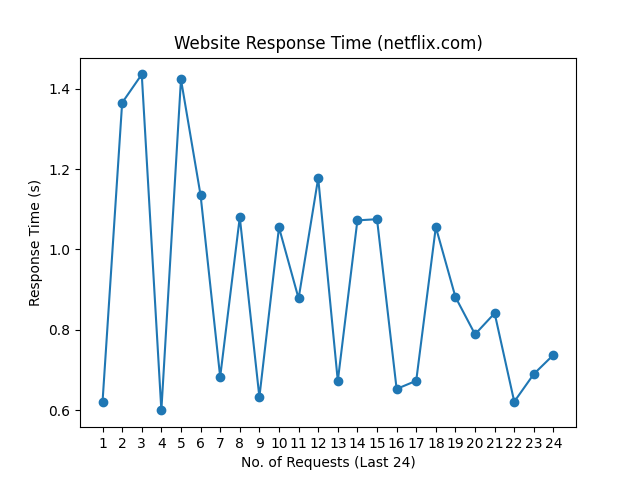 Website Response Time (netflix.com)
1.4
1.2
1.0
0.8
0.6
Response Time (s)
1 2 3 4 5 6 7 8 9 10 11 12 13 14 15 16 17 18 19 20 21 22 23 24
No. of Requests (Last 24)